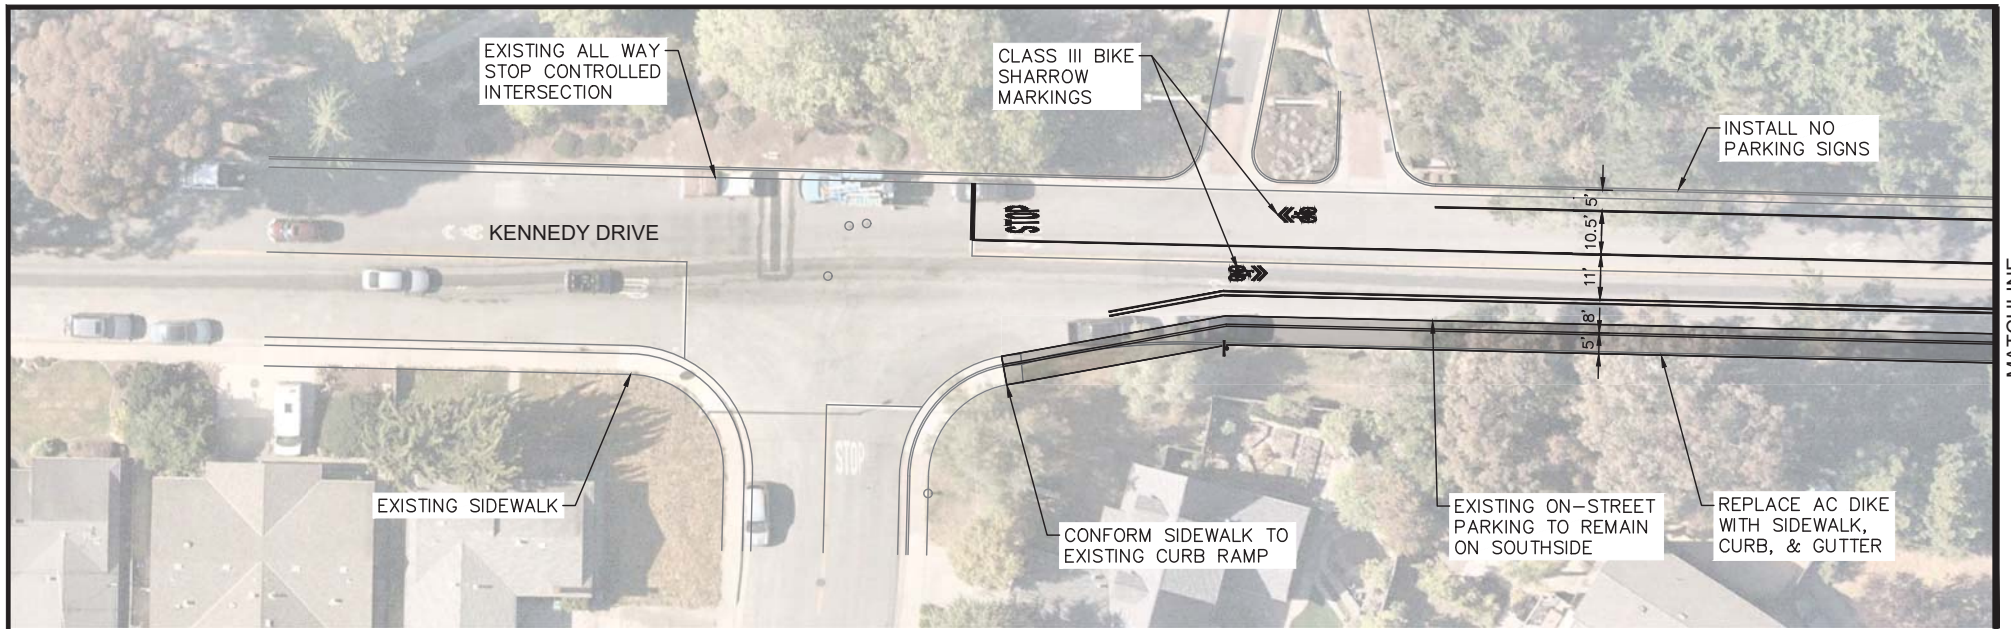 EXISTING ALL WAY
STOP CONTROLLED
INTERSECTION
CLASS III BIKE
SHARROW
MARKINGS
INSTALL NO
PARKING SIGNS
KENNEDY DRIVE
STOP
5'
10.5'
11'
8'
5'
MATCHLINE
STOP
EXISTING SIDEWALK
CONFORM SIDEWALK TO
EXISTING CURB RAMP
EXISTING ON-STREET
PARKING TO REMAIN
ON SOUTHSIDE
REPLACE AC DIKE
WITH SIDEWALK,
CURB, & GUTTER